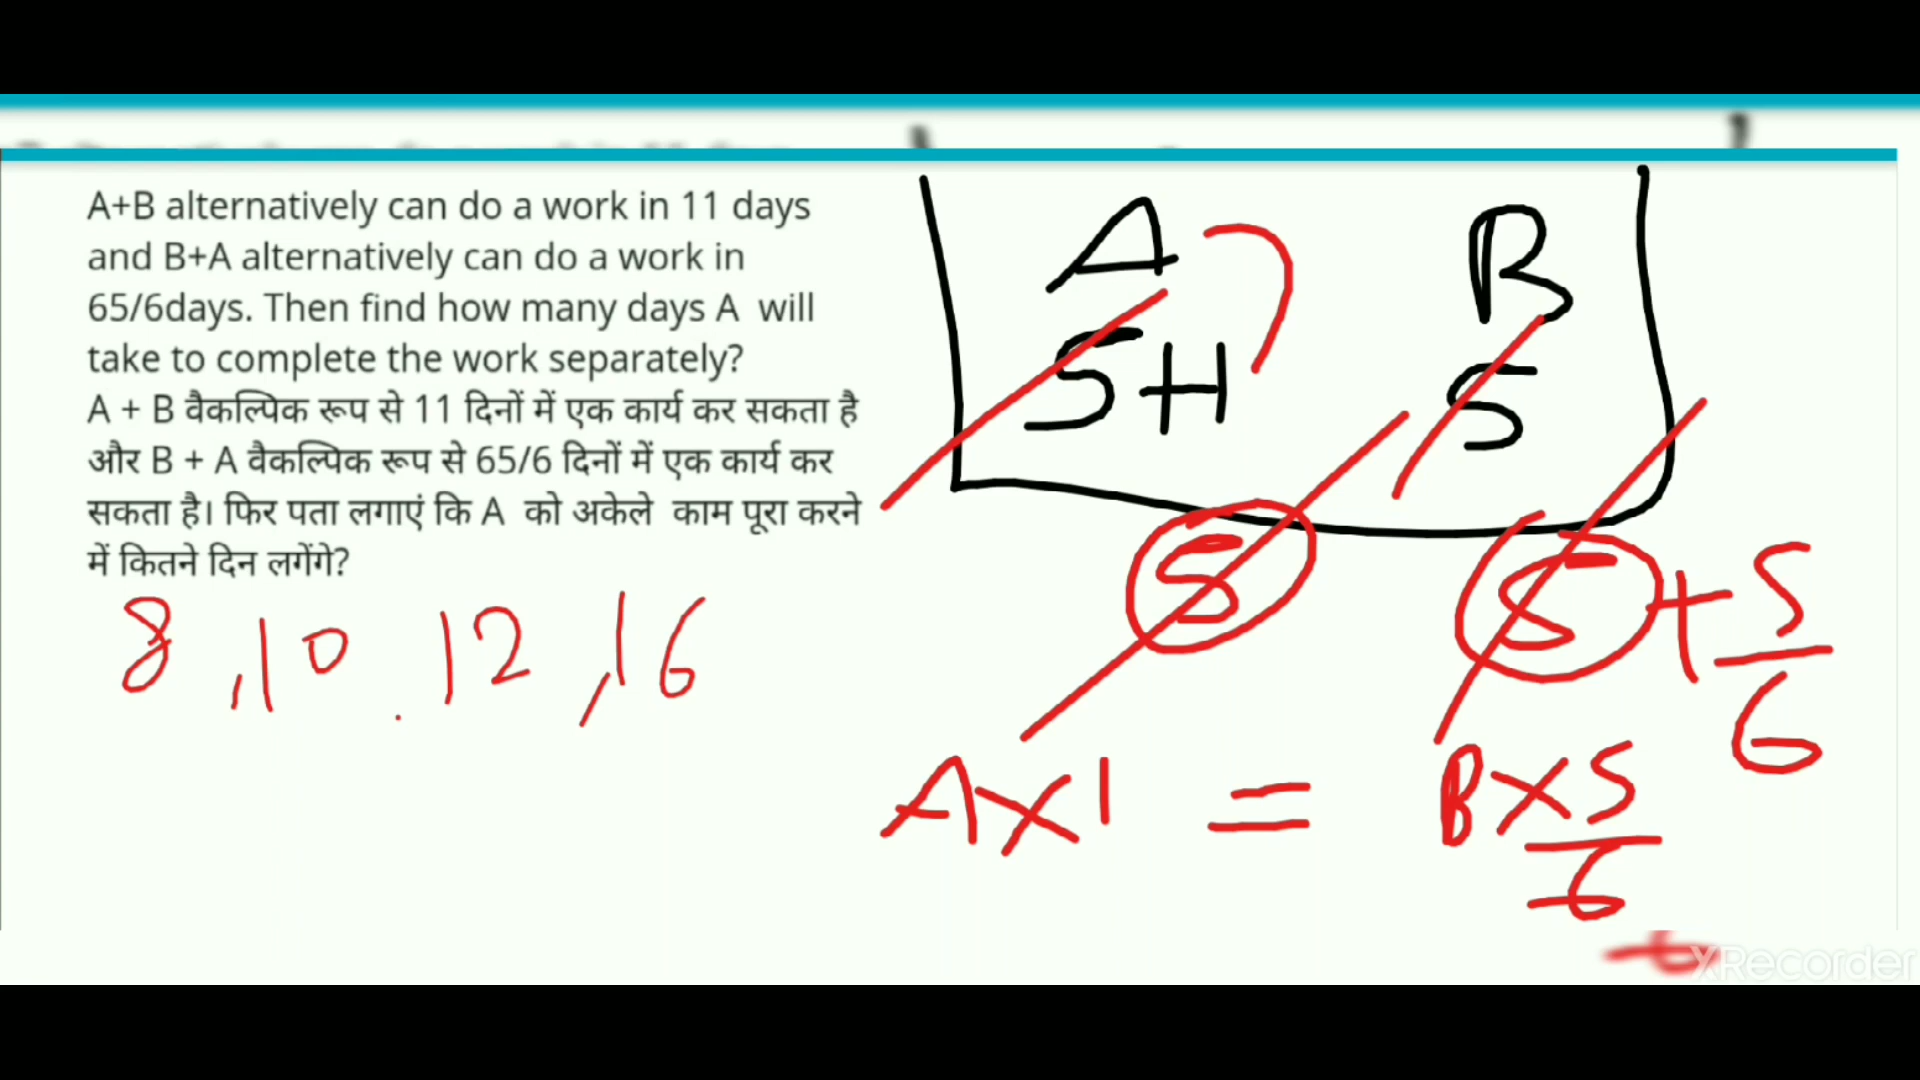 A+B alternatively can do a work in 11 days
and B+A alternatively can do a work in
65/6days. Then find how many days A will
take to complete the work separately?
A + B वैकल्पिक रूप से 11 दिनों में एक कार्य कर सकता है
और B + A वैकल्पिक रूप से 65/6 दिनों में एक कार्य कर
सकता है। फिर पता लगाएं कि A को अकेले काम पूरा करने
में कितने दिन लगेंगे?
8, 10 . 12, 16
A B
5+1 5
5 5 + 5/6
A×1 = B×5/6
XRecorder